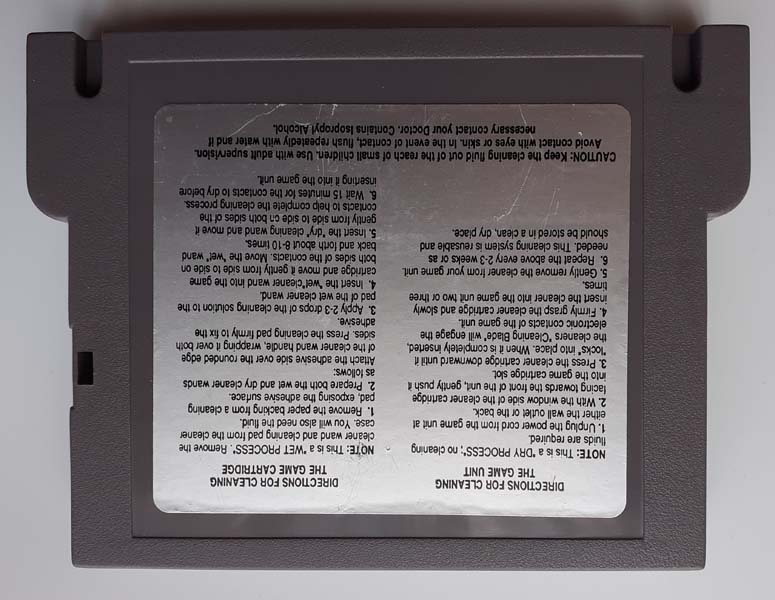 DIRECTIONS FOR CLEANING
THE GAME UNIT
NOTE: This is a "DRY PROCESS"; no cleaning
fluids are required.
1. Unplug the power cord from the game unit at
either the wall outlet or the back.
2. With the window side of the cleaner cartridge
facing towards the front of the unit, gently push it
into the game cartridge slot.
3. Press the cleaner cartridge downward until it
"locks" into place. When it is completely inserted,
the cleaners "Cleaning Blade" will engage the
electronic contacts of the game unit.
4. Firmly grasp the cleaner cartridge and slowly
insert the cleaner into the game unit two or three
times.
5. Gently remove the cleaner from your game unit.
6. Repeat the above every 2-3 weeks or as
needed. This cleaning system is reusable and
should be stored in a clean, dry place.
DIRECTIONS FOR CLEANING
THE GAME CARTRIDGE
NOTE: This is a "WET PROCESS". Remove the
cleaner wand and cleaning pad from the cleaner
case. You will also need the fluid.
1. Remove the paper backing from a cleaning
pad, exposing the adhesive surface.
2. Prepare both the wet and dry cleaner wands
as follows:
Attach the adhesive side over the rounded edge
of the cleaner wand handle, wrapping it over both
sides. Press the cleaning pad firmly to fix the
adhesive.
3. Apply 2-3 drops of the cleaning solution to the
pad of the wet cleaner wand.
4. Insert the "wet"cleaner wand into the game
cartridge and move it gently from side to side on
both sides of the contacts. Move the "wet" wand
back and forth about 8-10 times.
5. Insert the "dry" cleaning wand and move it
gently from side to side on both sides of the
contacts to help complete the cleaning process.
6. Wait 15 minutes for the contacts to dry before
inserting it into the game unit.
CAUTION: Keep the cleaning fluid out of the reach of small children. Use with adult supervision.
Avoid contact with eyes or skin. In the event of contact, flush repeatedly with water and if
necessary contact your Doctor. Contains Isopropyl Alcohol.